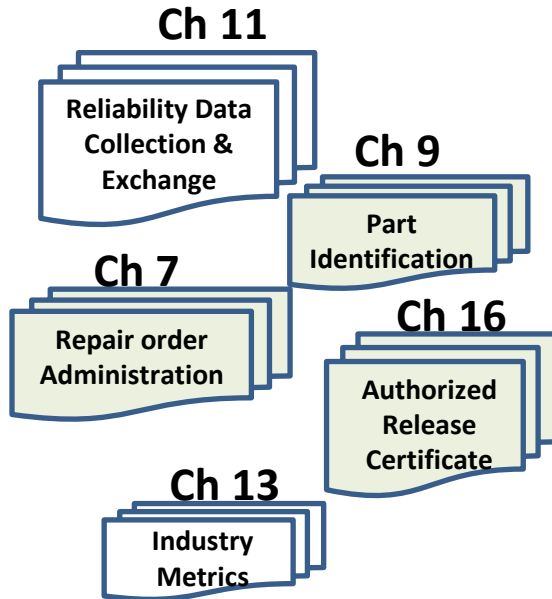 Ch 11
Reliability Data
Collection &
Exchange
Ch 9
Part
Identification
Ch 7
Repair order
Administration
Ch 16
Authorized
Release
Certificate
Ch 13
Industry
Metrics